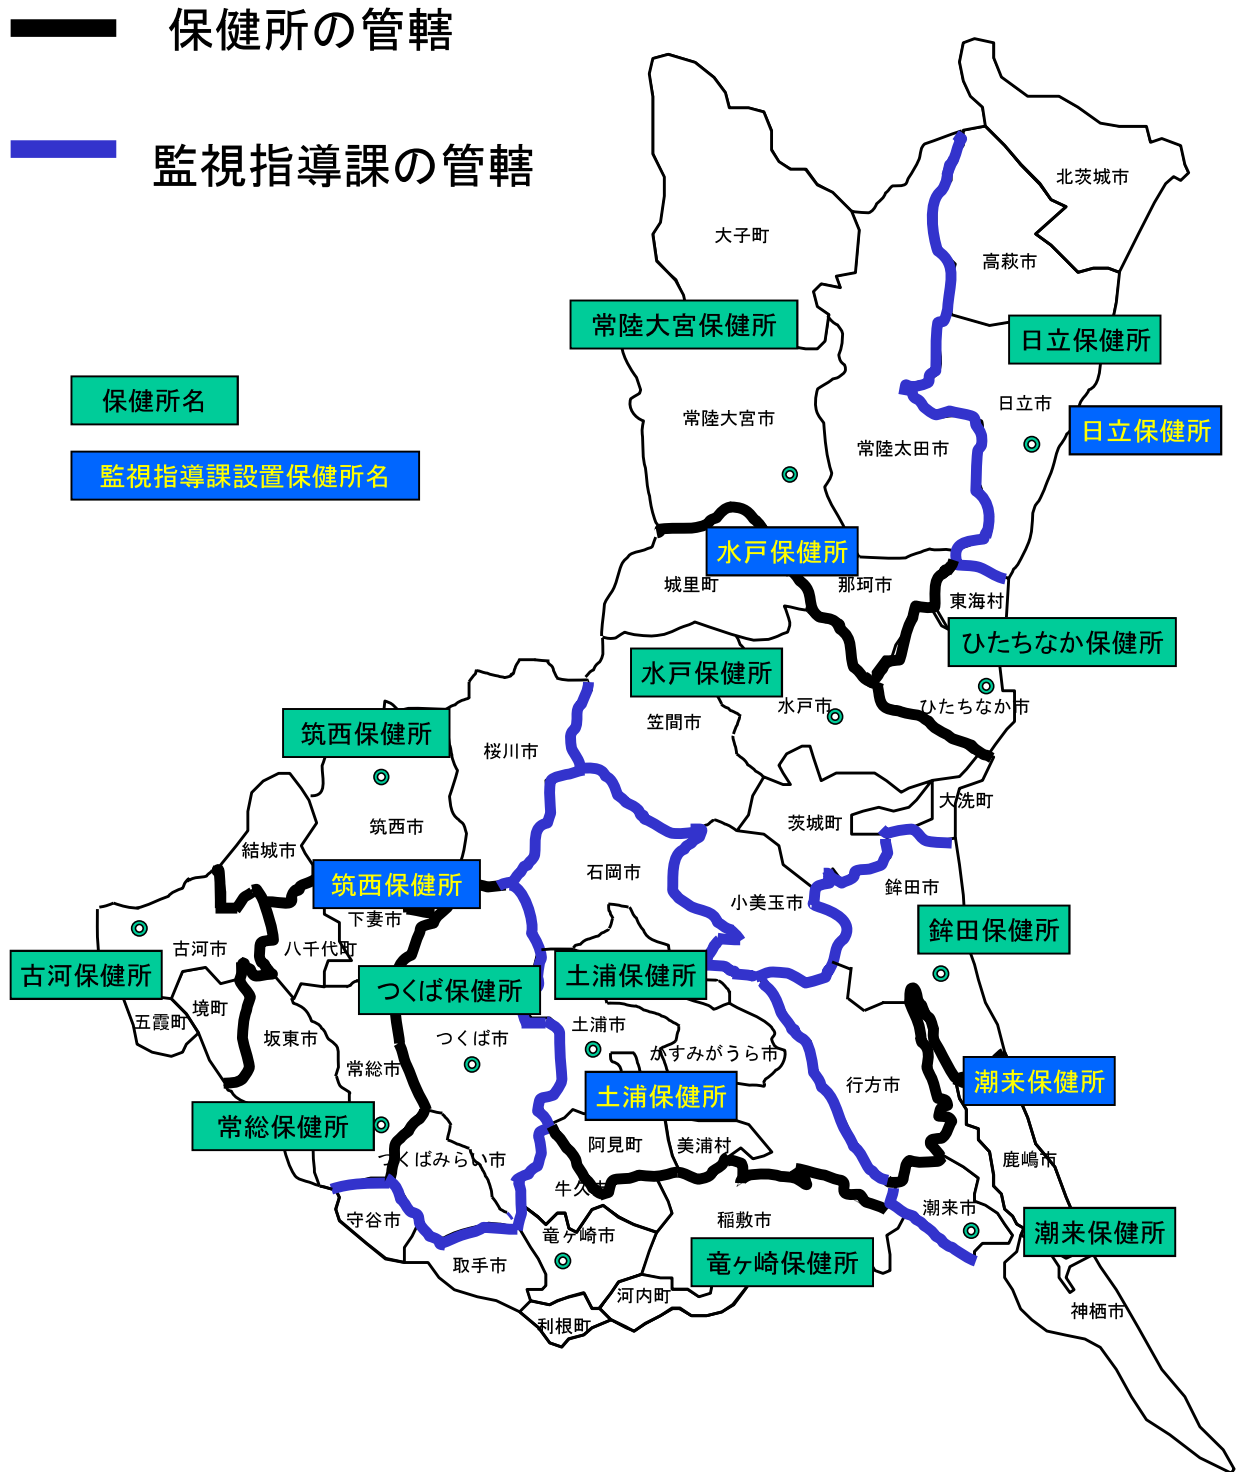 保健所の管轄
監視指導課の管轄
北茨城市
大子町
高萩市
常陸大宮保健所
日立保健所
保健所名
日立市
常陸大宮市
日立保健所
常陸太田市
監視指導課設置保健所名
水戸保健所
城里町
那珂市
東海村
ひたちなか保健所
水戸保健所
水戸市
ひたちなか市
笠間市
筑西保健所
桜川市
大洗町
筑西市
茨城町
結城市
石岡市
筑西保健所
鉾田市
小美玉市
下妻市
鉾田保健所
古河市
八千代町
古河保健所
土浦保健所
つくば保健所
境町
五霞町
土浦市
坂東市
つくば市
かすみがうら市
常総市
行方市
潮来保健所
土浦保健所
常総保健所
阿見町
美浦村
つくばみらい市
鹿嶋市
牛久市
潮来市
守谷市
稲敷市
竜ヶ崎市
潮来保健所
取手市
竜ヶ崎保健所
河内町
神栖市
利根町